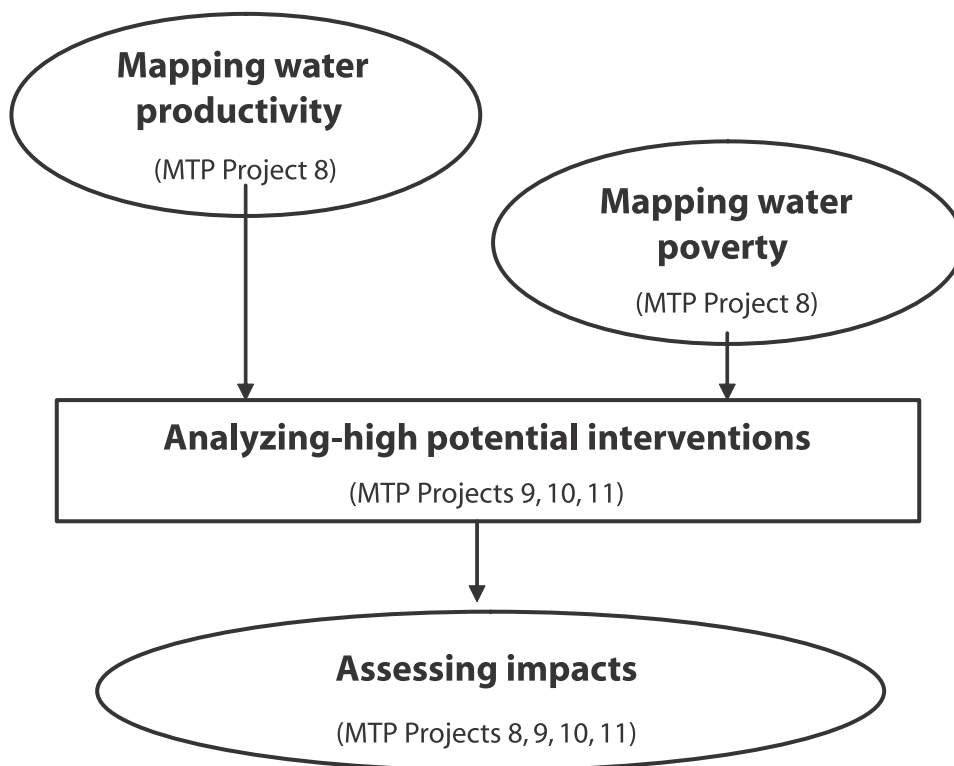 Mapping water
productivity
(MTP Project 8)
Mapping water
poverty
(MTP Project 8)
Analyzing-high potential interventions
(MTP Projects 9, 10, 11)
Assessing impacts
(MTP Projects 8, 9, 10, 11)